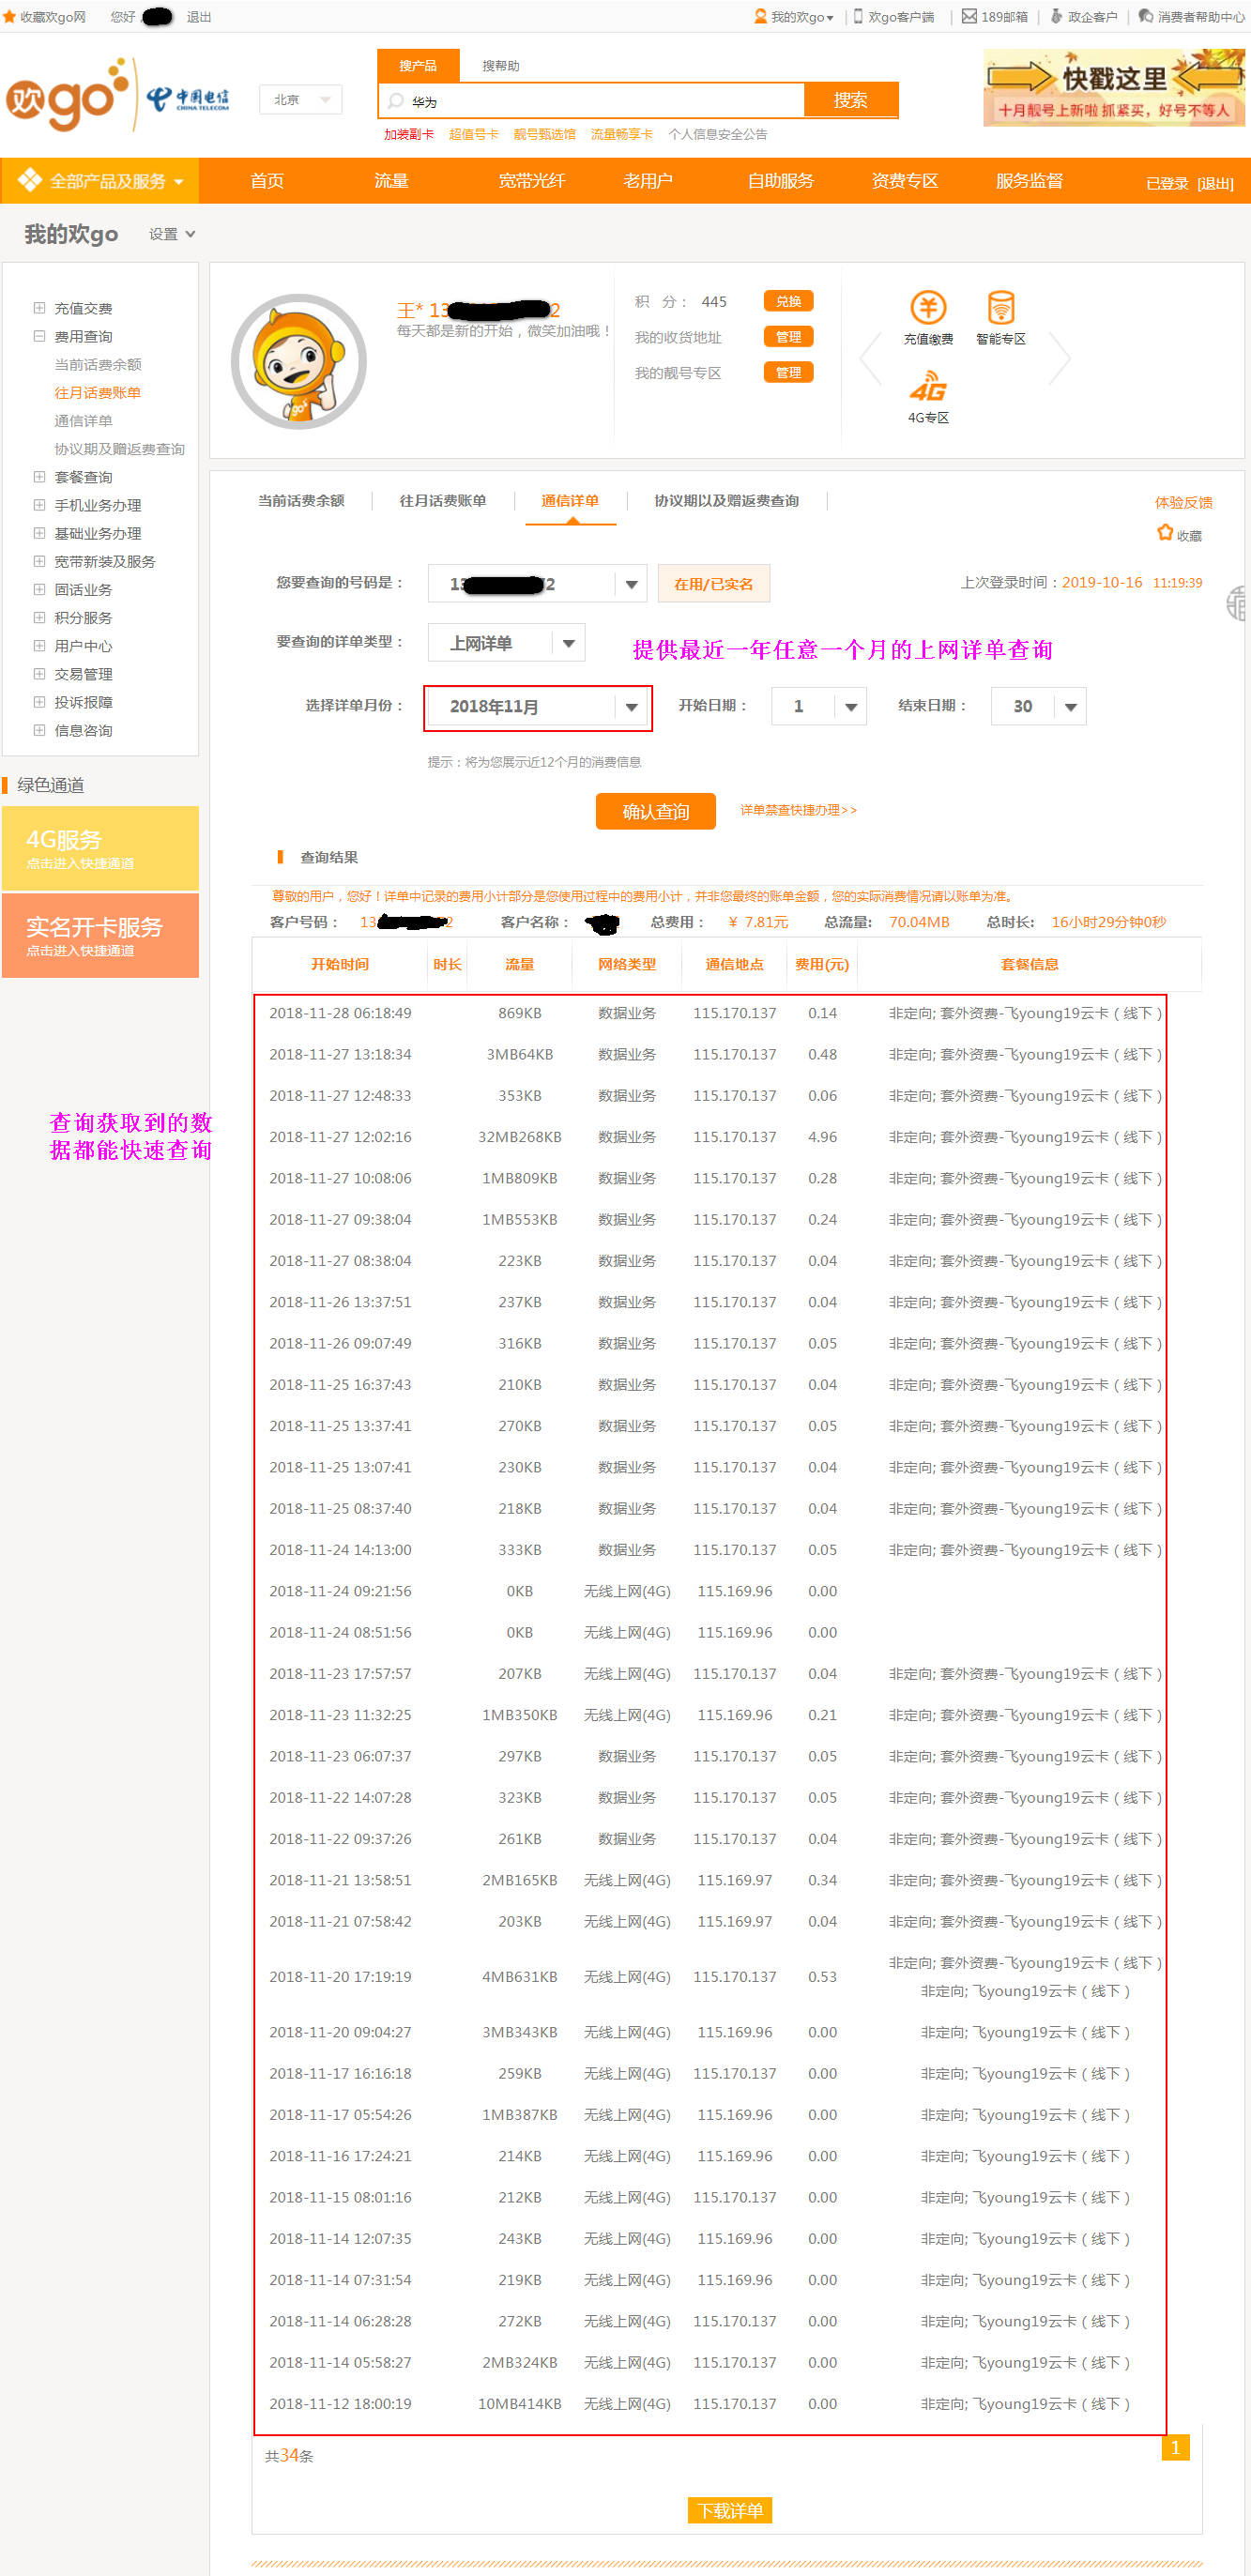 收藏欢go网 您好 退出 我的欢go 欢go客户端 189邮箱 政企客户 消费者帮助中心
欢go 中国电信 CHINA TELECOM 北京
搜产品 搜帮助
华为 搜索
加装副卡 超值号卡 靓号甄选馆 流量畅享卡 个人信息安全公告
快戳这里
十月靓号上新啦 抓紧买，好号不等人
全部产品及服务 首页 流量 宽带光纤 老用户 自助服务 资费专区 服务监督 已登录 [退出]
我的欢go 设置
充值交费
费用查询
当前话费余额
往月话费账单
通信详单
协议期及赠返费查询
套餐查询
手机业务办理
基础业务办理
宽带新装及服务
固话业务
积分服务
用户中心
交易管理
投诉报障
信息咨询
绿色通道
4G服务
点击进入快捷通道
实名开卡服务
点击进入快捷通道
查询获取到的数
据都能快速查询
王* 13 2
每天都是新的开始，微笑加油哦！
积 分： 445 兑换
我的收货地址 管理
我的靓号专区 管理
充值缴费 智能专区
4G专区
当前话费余额 往月话费账单 通信详单 协议期以及赠返费查询
体验反馈
收藏
您要查询的号码是： 13 2 在用/已实名 上次登录时间：2019-10-16 11:19:39
要查询的详单类型： 上网详单 提供最近一年任意一个月的上网详单查询
选择详单月份： 2018年11月 开始日期： 1 结束日期： 30
提示：将为您展示近12个月的消费信息
确认查询 详单禁查快捷办理>>
查询结果
尊敬的用户，您好！详单中记录的费用小计部分是您使用过程中的费用小计，并非您最终的账单金额，您的实际消费情况请以账单为准。
客户号码： 13 2 客户名称： 总费用： ¥ 7.81元 总流量: 70.04MB 总时长: 16小时29分钟0秒
开始时间 时长 流量 网络类型 通信地点 费用(元) 套餐信息
2018-11-28 06:18:49 869KB 数据业务 115.170.137 0.14 非定向; 套外资费-飞young19云卡（线下）
2018-11-27 13:18:34 3MB64KB 数据业务 115.170.137 0.48 非定向; 套外资费-飞young19云卡（线下）
2018-11-27 12:48:33 353KB 数据业务 115.170.137 0.06 非定向; 套外资费-飞young19云卡（线下）
2018-11-27 12:02:16 32MB268KB 数据业务 115.170.137 4.96 非定向; 套外资费-飞young19云卡（线下）
2018-11-27 10:08:06 1MB809KB 数据业务 115.170.137 0.28 非定向; 套外资费-飞young19云卡（线下）
2018-11-27 09:38:04 1MB553KB 数据业务 115.170.137 0.24 非定向; 套外资费-飞young19云卡（线下）
2018-11-27 08:38:04 223KB 数据业务 115.170.137 0.04 非定向; 套外资费-飞young19云卡（线下）
2018-11-26 13:37:51 237KB 数据业务 115.170.137 0.04 非定向; 套外资费-飞young19云卡（线下）
2018-11-26 09:07:49 316KB 数据业务 115.170.137 0.05 非定向; 套外资费-飞young19云卡（线下）
2018-11-25 16:37:43 210KB 数据业务 115.170.137 0.04 非定向; 套外资费-飞young19云卡（线下）
2018-11-25 13:37:41 270KB 数据业务 115.170.137 0.05 非定向; 套外资费-飞young19云卡（线下）
2018-11-25 13:07:41 230KB 数据业务 115.170.137 0.04 非定向; 套外资费-飞young19云卡（线下）
2018-11-25 08:37:40 218KB 数据业务 115.170.137 0.04 非定向; 套外资费-飞young19云卡（线下）
2018-11-24 14:13:00 333KB 数据业务 115.170.137 0.05 非定向; 套外资费-飞young19云卡（线下）
2018-11-24 09:21:56 0KB 无线上网(4G) 115.169.96 0.00
2018-11-24 08:51:56 0KB 无线上网(4G) 115.169.96 0.00
2018-11-23 17:57:57 207KB 无线上网(4G) 115.170.137 0.04 非定向; 套外资费-飞young19云卡（线下）
2018-11-23 11:32:25 1MB350KB 无线上网(4G) 115.169.96 0.21 非定向; 套外资费-飞young19云卡（线下）
2018-11-23 06:07:37 297KB 数据业务 115.170.137 0.05 非定向; 套外资费-飞young19云卡（线下）
2018-11-22 14:07:28 323KB 数据业务 115.170.137 0.05 非定向; 套外资费-飞young19云卡（线下）
2018-11-22 09:37:26 261KB 数据业务 115.170.137 0.04 非定向; 套外资费-飞young19云卡（线下）
2018-11-21 13:58:51 2MB165KB 无线上网(4G) 115.169.97 0.34 非定向; 套外资费-飞young19云卡（线下）
2018-11-21 07:58:42 203KB 无线上网(4G) 115.169.97 0.04 非定向; 套外资费-飞young19云卡（线下）
2018-11-20 17:19:19 4MB631KB 无线上网(4G) 115.170.137 0.53 非定向; 套外资费-飞young19云卡（线下）
非定向; 飞young19云卡（线下）
2018-11-20 09:04:27 3MB343KB 无线上网(4G) 115.169.96 0.00 非定向; 飞young19云卡（线下）
2018-11-17 16:16:18 259KB 无线上网(4G) 115.170.137 0.00 非定向; 飞young19云卡（线下）
2018-11-17 05:54:26 1MB387KB 无线上网(4G) 115.169.96 0.00 非定向; 飞young19云卡（线下）
2018-11-16 17:24:21 214KB 无线上网(4G) 115.169.96 0.00 非定向; 飞young19云卡（线下）
2018-11-15 08:01:16 212KB 无线上网(4G) 115.170.137 0.00 非定向; 飞young19云卡（线下）
2018-11-14 12:07:35 243KB 无线上网(4G) 115.169.96 0.00 非定向; 飞young19云卡（线下）
2018-11-14 07:31:54 219KB 无线上网(4G) 115.169.96 0.00 非定向; 飞young19云卡（线下）
2018-11-14 06:28:28 272KB 无线上网(4G) 115.170.137 0.00 非定向; 飞young19云卡（线下）
2018-11-14 05:58:27 2MB324KB 无线上网(4G) 115.170.137 0.00 非定向; 飞young19云卡（线下）
2018-11-12 18:00:19 10MB414KB 无线上网(4G) 115.170.137 0.00 非定向; 飞young19云卡（线下）
共34条 1
下载详单